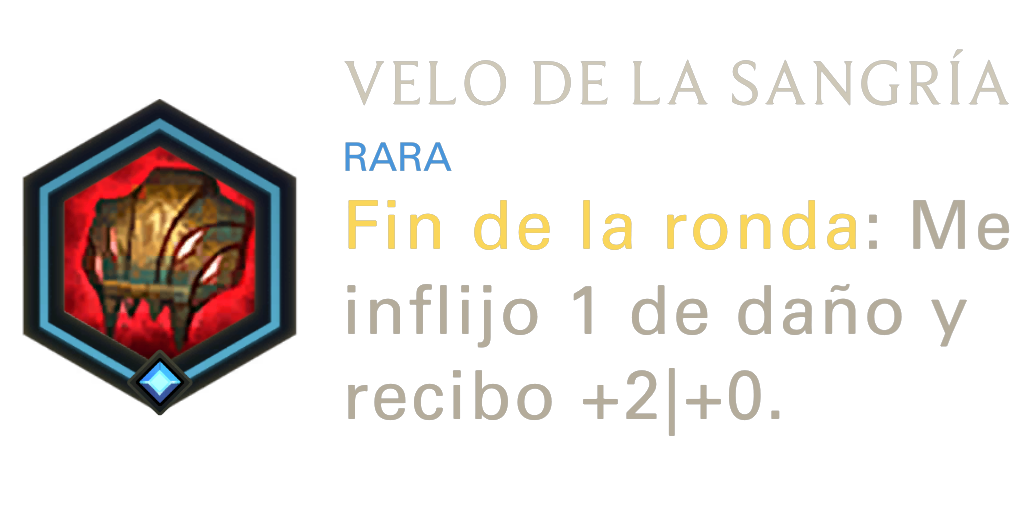 VELO DE LA SANGRÍA
RARA
Fin de la ronda: Me
inflijo 1 de daño y
recibo +2|+0.